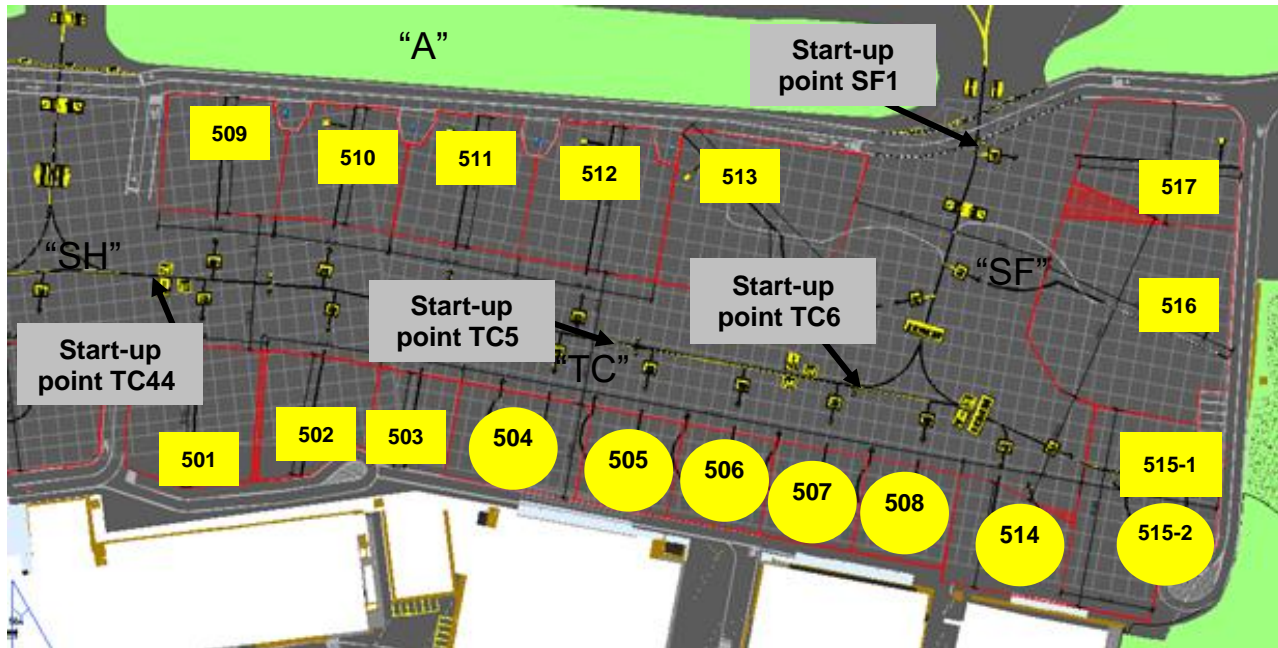 “A”
Start-up
point SF1
509
510
511
512
513
517
“SH”
“SF”
Start-up
point TC5
Start-up
point TC6
516
Start-up
point TC44
“TC”
501
502
503
504
505
506
507
508
514
515-1
515-2